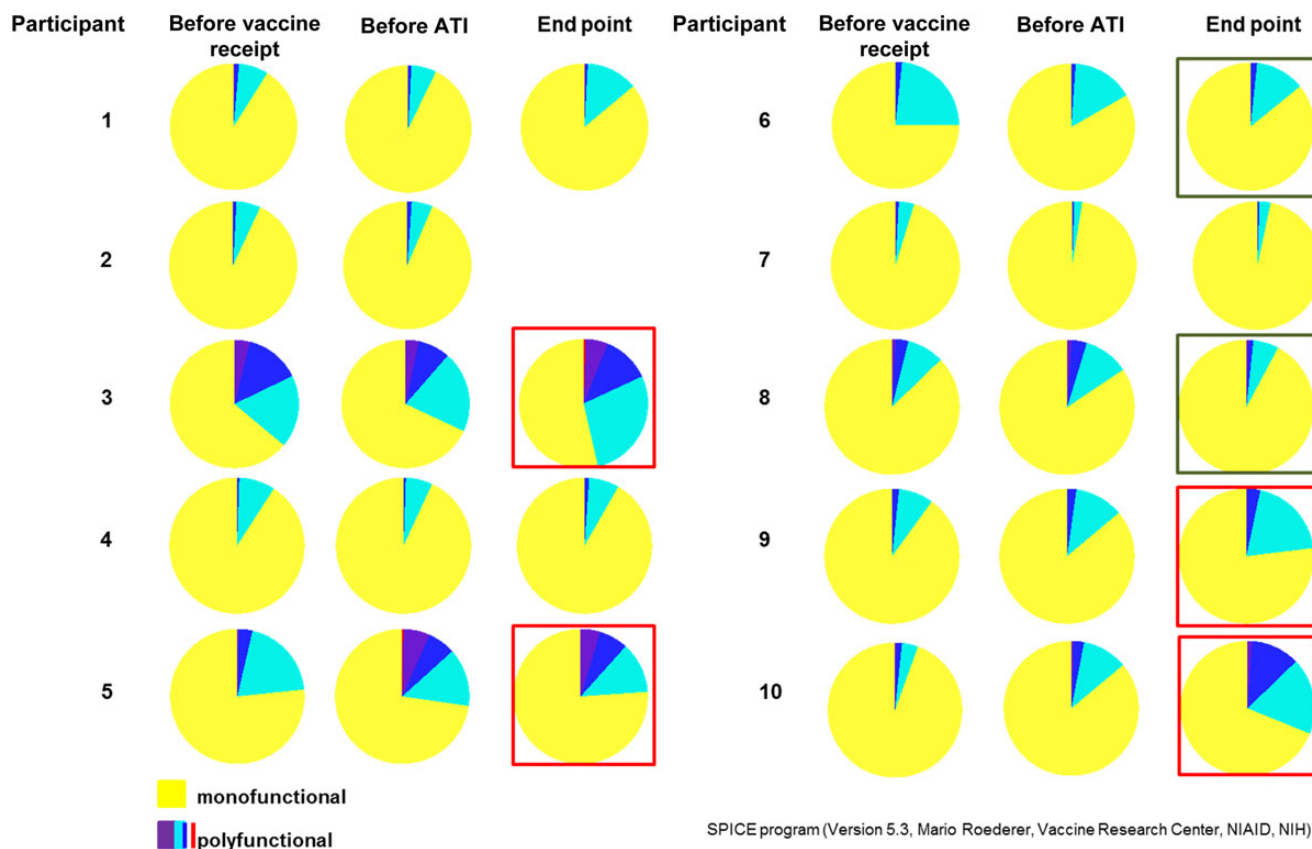 Participant Before vaccine receipt Before ATI End point
1
2
3
4
5
Participant Before vaccine receipt Before ATI End point
6
7
8
9
10
monofunctional
polyfunctional
SPICE program (Version 5.3, Mario Roederer, Vaccine Research Center, NIAID, NIH)